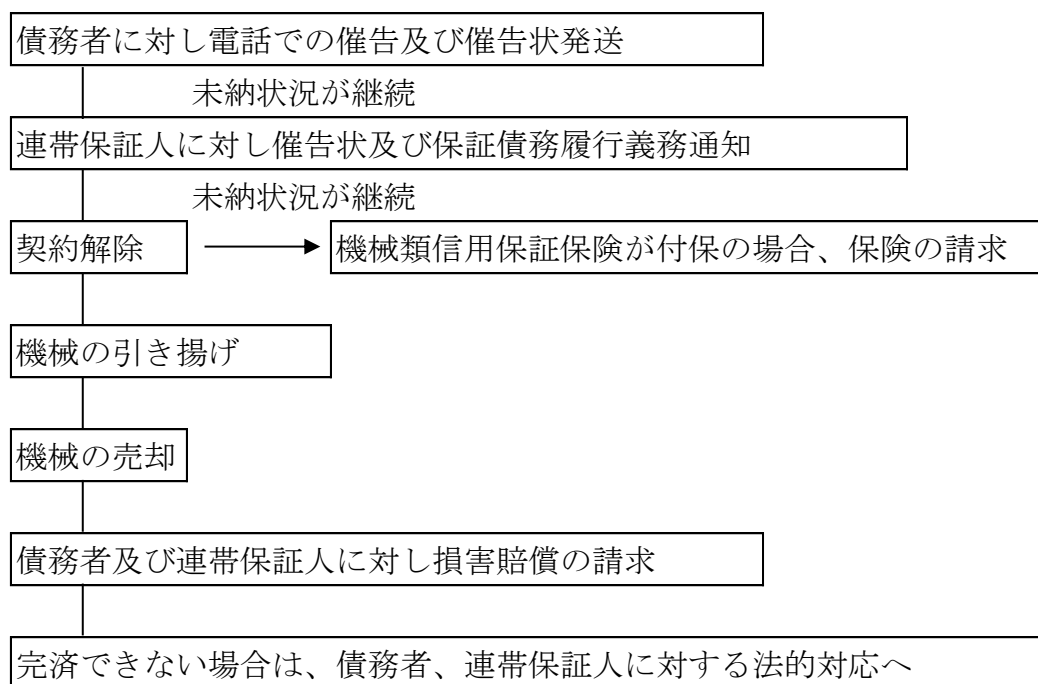 債務者に対し電話での催告及び催告状発送
未納状況が継続
連帯保証人に対し催告状及び保証債務履行義務通知
未納状況が継続
契約解除
機械類信用保証保険が付保の場合、保険の請求
機械の引き揚げ
機械の売却
債務者及び連帯保証人に対し損害賠償の請求
完済できない場合は、債務者、連帯保証人に対する法的対応へ